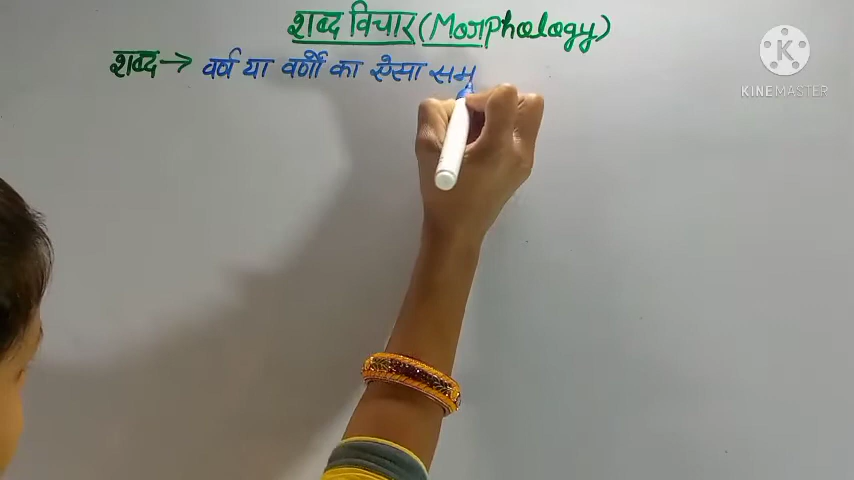 शब्द विचार (Morphology)
शब्द → वर्ण या वर्णों का ऐसा समू
KINEMASTER